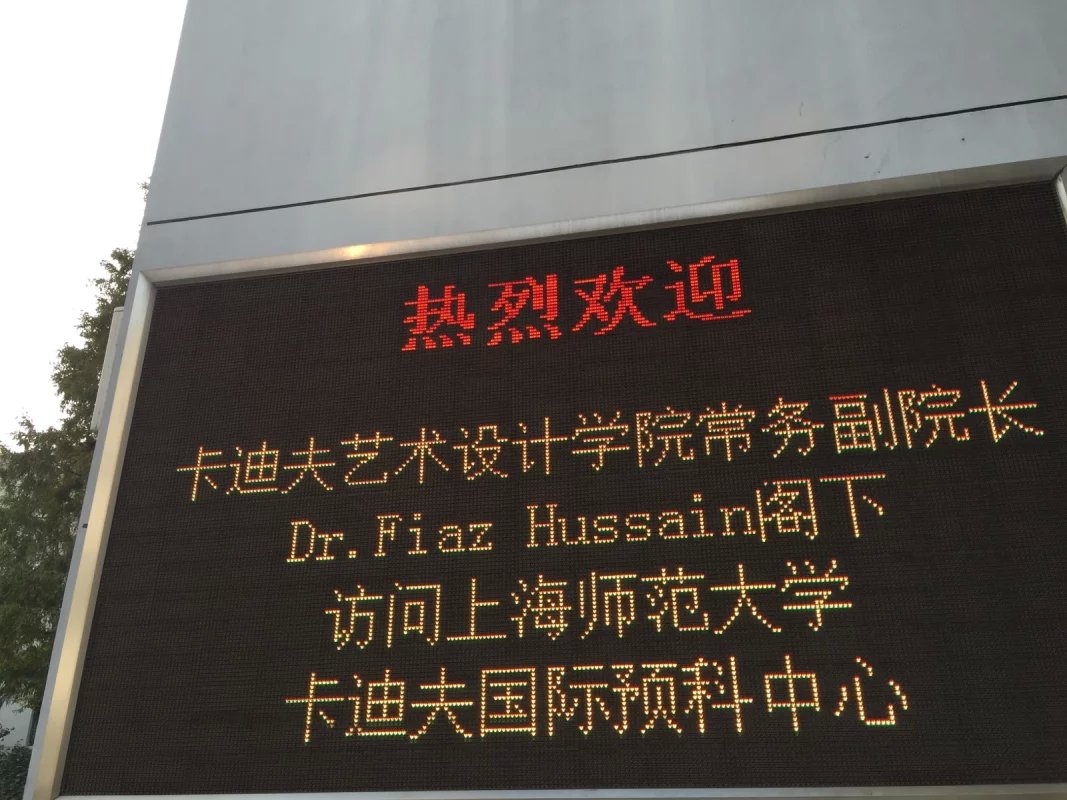 热烈欢迎
卡迪夫艺术设计学院常务副院长
Dr.Fiaz Hussain阁下
访问上海师范大学
卡迪夫国际预科中心